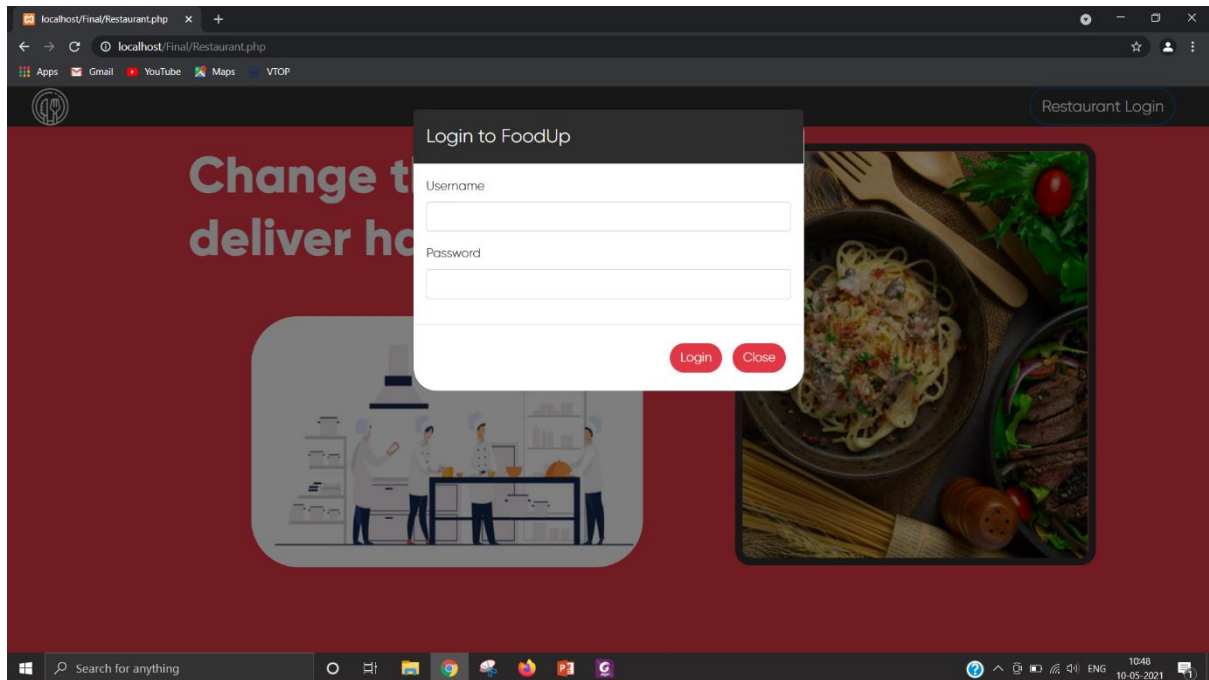 localhost/Final/Restaurant.php
localhost/Final/Restaurant.php
Apps Gmail YouTube Maps VTOP
Restaurant Login
Login to FoodUp
Change t
deliver ho
Username
Password
Login Close
Search for anything
ENG
10:48
10-05-2021